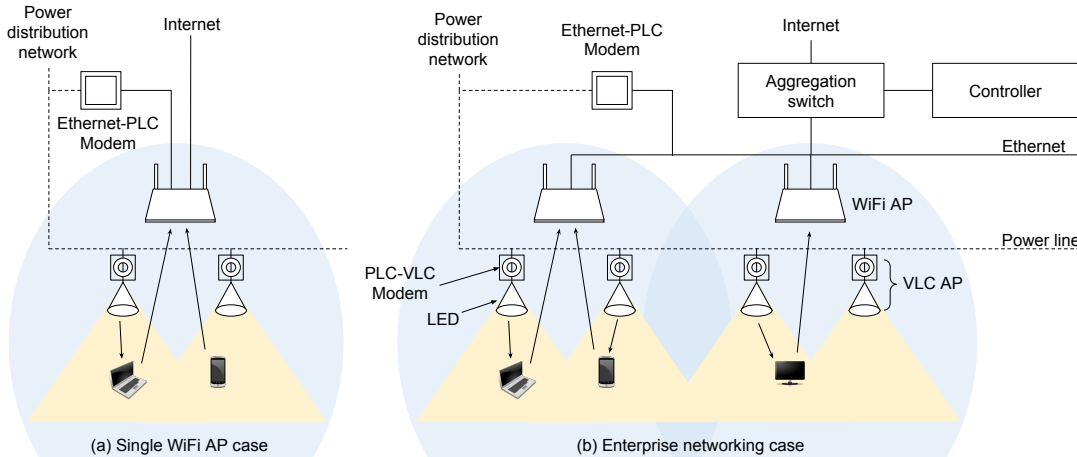 Power
distribution
network
Internet
Ethernet-PLC
Modem
(a) Single WiFi AP case
Power
distribution
network
Ethernet-PLC
Modem
Internet
Aggregation
switch
Controller
Ethernet
WiFi AP
Power line
PLC-VLC
Modem
LED
VLC AP
(b) Enterprise networking case